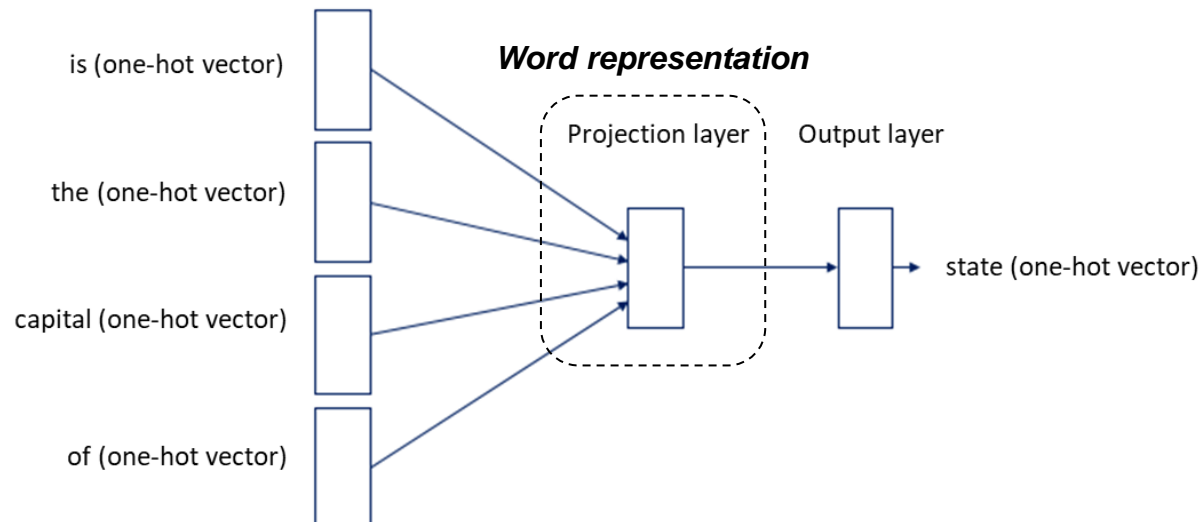 is (one-hot vector)
Word representation
Projection layer
Output layer
the (one-hot vector)
state (one-hot vector)
capital (one-hot vector)
of (one-hot vector)